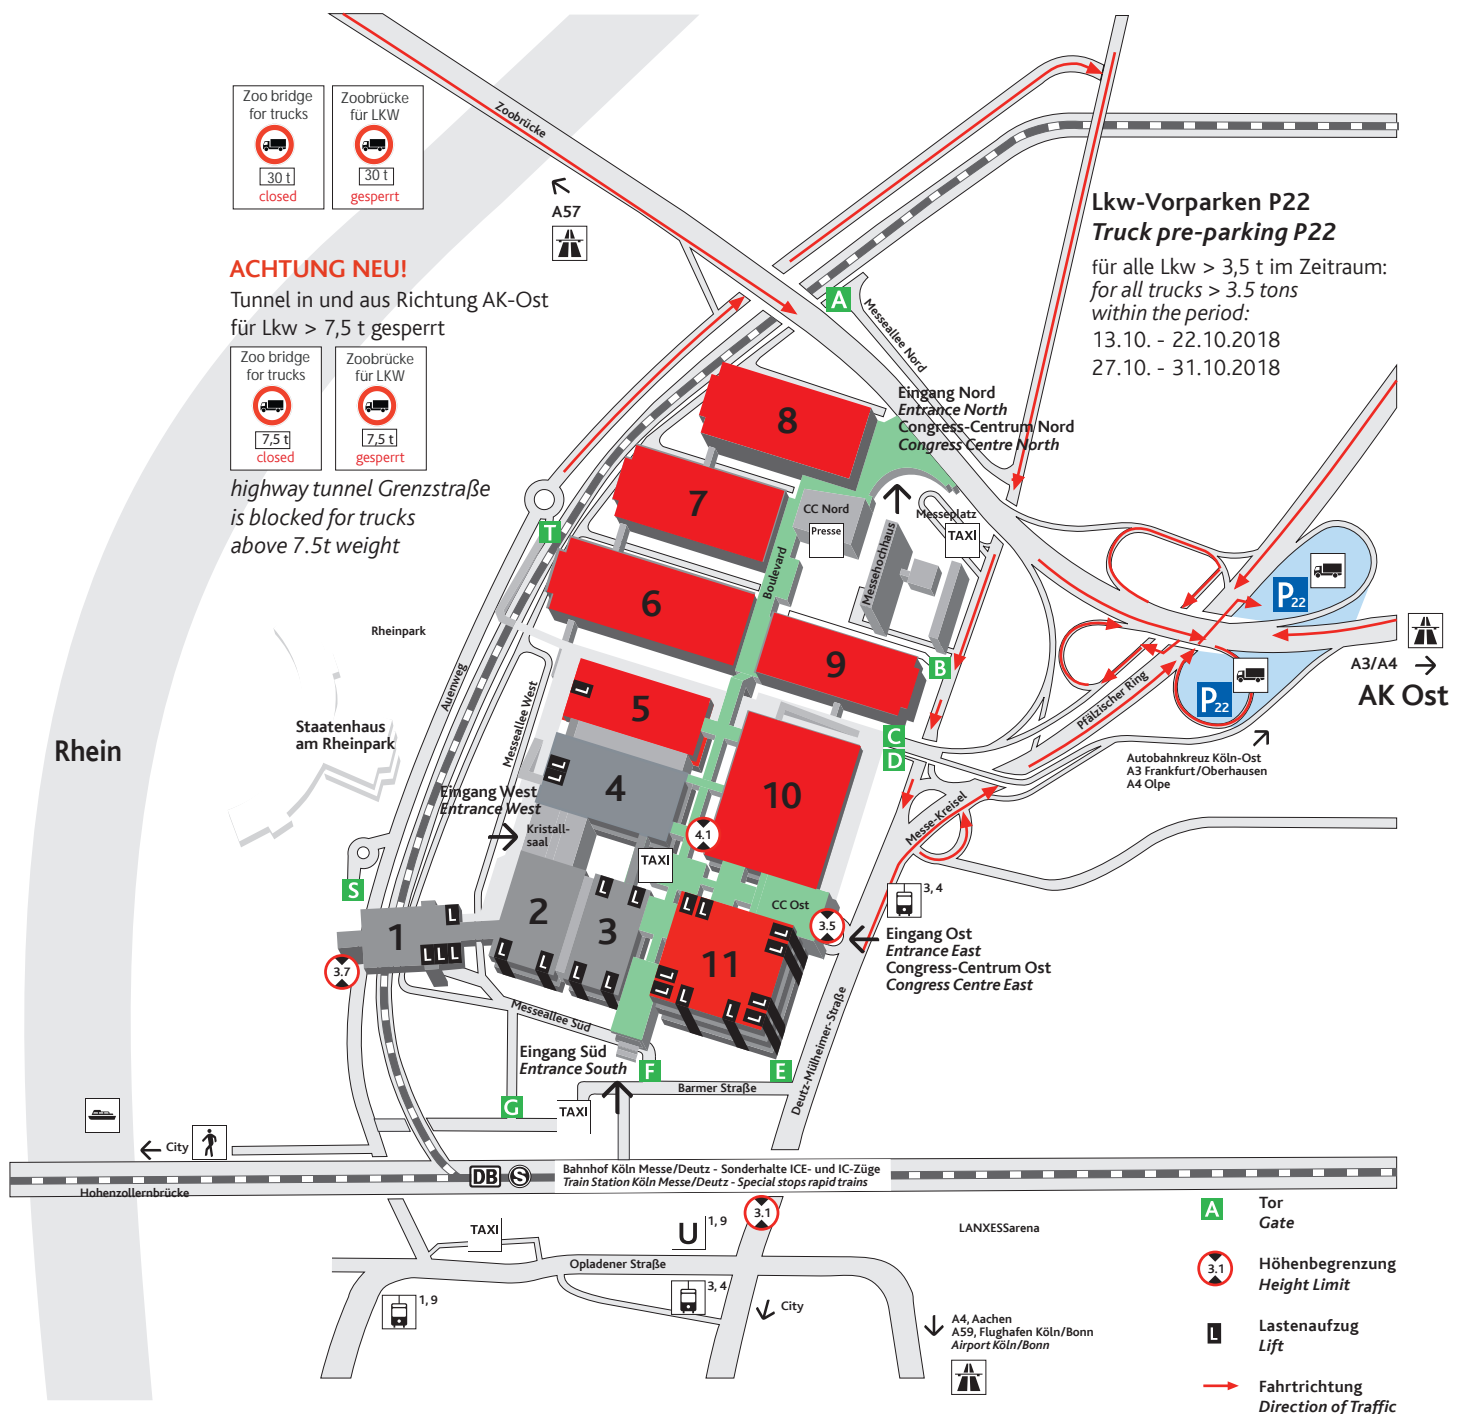 Zoo bridge
for trucks
30 t
closed
Zoobrücke
für LKW
30 t
gesperrt
Zoobrücke
A57
ACHTUNG NEU!
Tunnel in und aus Richtung AK-Ost
für Lkw > 7,5 t gesperrt
Zoo bridge
for trucks
7,5 t
closed
Zoobrücke
für LKW
7,5 t
gesperrt
highway tunnel Grenzstraße
is blocked for trucks
above 7.5t weight
Lkw-Vorparken P22
Truck pre-parking P22
für alle Lkw > 3,5 t im Zeitraum:
for all trucks > 3.5 tons
within the period:
13.10. - 22.10.2018
27.10. - 31.10.2018
A
Messeallee Nord
Eingang Nord
Entrance North
Congress-Centrum Nord
Congress Centre North
8
7
CC Nord
Presse
Messeplatz
TAXI
Messehochhaus
Boulevard
T
6
9
B
P22
P22
A3/A4
AK Ost
Pfälzischer Ring
Autobahnkreuz Köln-Ost
A3 Frankfurt/Oberhausen
A4 Olpe
Rheinpark
Auenweg
Messeallee West
Staatenhaus
am Rheinpark
Rhein
L
5
C
D
L L
4
10
Eingang West
Entrance West
Kristall-
saal
4.1
TAXI
Messe-Kreisel
3, 4
S
1
L
L L L
3.7
2
L
L
3
L
L
L
L
CC Ost
3.5
11
L L
L
L
L
L
L
L
L
L
Eingang Ost
Entrance East
Congress-Centrum Ost
Congress Centre East
Messeallee Süd
Eingang Süd
Entrance South
F
E
Barmer Straße
Deutz-Mülheimer-Straße
G
TAXI
City
DB
S
Bahnhof Köln Messe/Deutz - Sonderhalte ICE- und IC-Züge
Train Station Köln Messe/Deutz - Special stops rapid trains
Hohenzollernbrücke
TAXI
U
1, 9
3.1
LANXESSarena
Opladener Straße
1, 9
3, 4
City
A4, Aachen
A59, Flughafen Köln/Bonn
Airport Köln/Bonn
A
Tor
Gate
3.1
Höhenbegrenzung
Height Limit
L
Lastenaufzug
Lift
Fahrtrichtung
Direction of Traffic